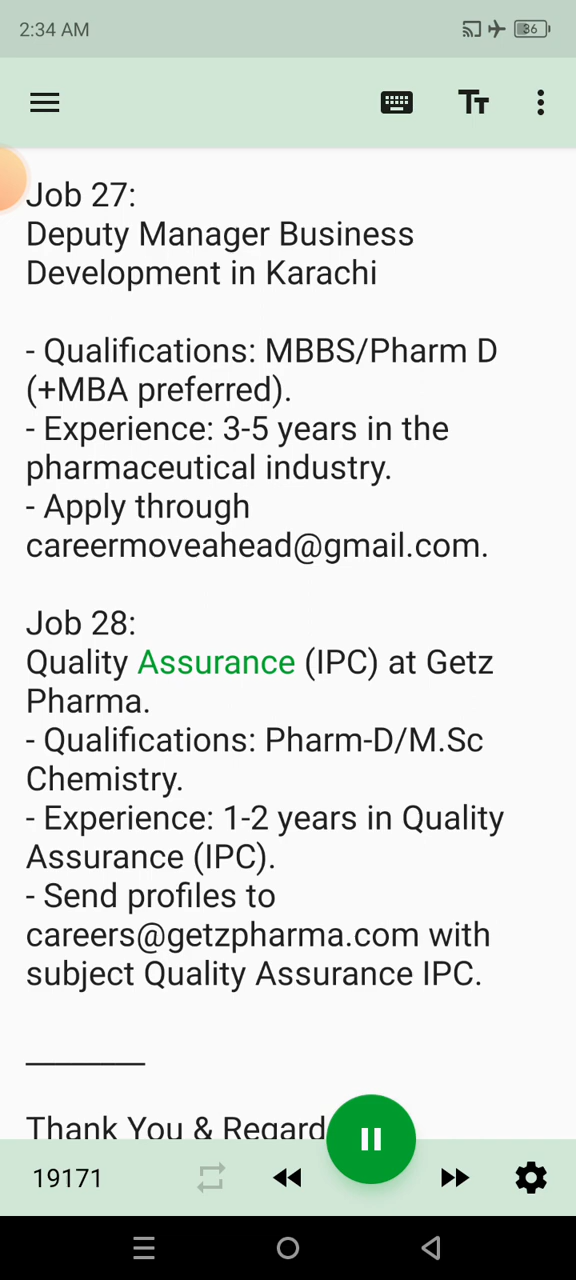 2:34 AM
36
Tт
Job 27:
Deputy Manager Business
Development in Karachi
- Qualifications: MBBS/Pharm D
(+MBA preferred).
- Experience: 3-5 years in the
pharmaceutical industry.
- Apply through
careermoveahead@gmail.com.
Job 28:
Quality Assurance (IPC) at Getz
Pharma.
- Qualifications: Pharm-D/M.Sc
Chemistry.
- Experience: 1-2 years in Quality
Assurance (IPC).
- Send profiles to
careers@getzpharma.com with
subject Quality Assurance IPC.
________
Thank You & Regard
19171